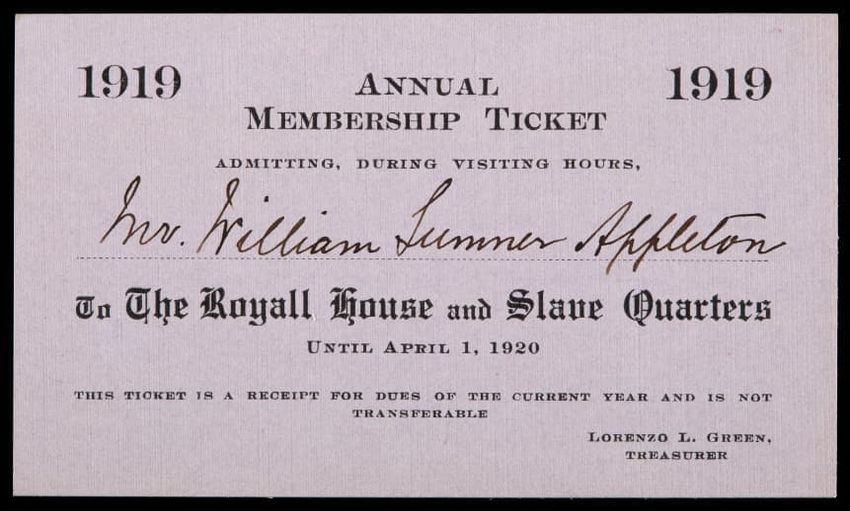 1919 ANNUAL 1919
MEMBERSHIP TICKET
ADMITTING, DURING VISITING HOURS,
Mr. William Sumner Appleton
To The Royall House and Slave Quarters
UNTIL APRIL 1, 1920
THIS TICKET IS A RECEIPT FOR DUES OF THE CURRENT YEAR AND IS NOT
TRANSFERABLE
LORENZO L. GREEN,
TREASURER